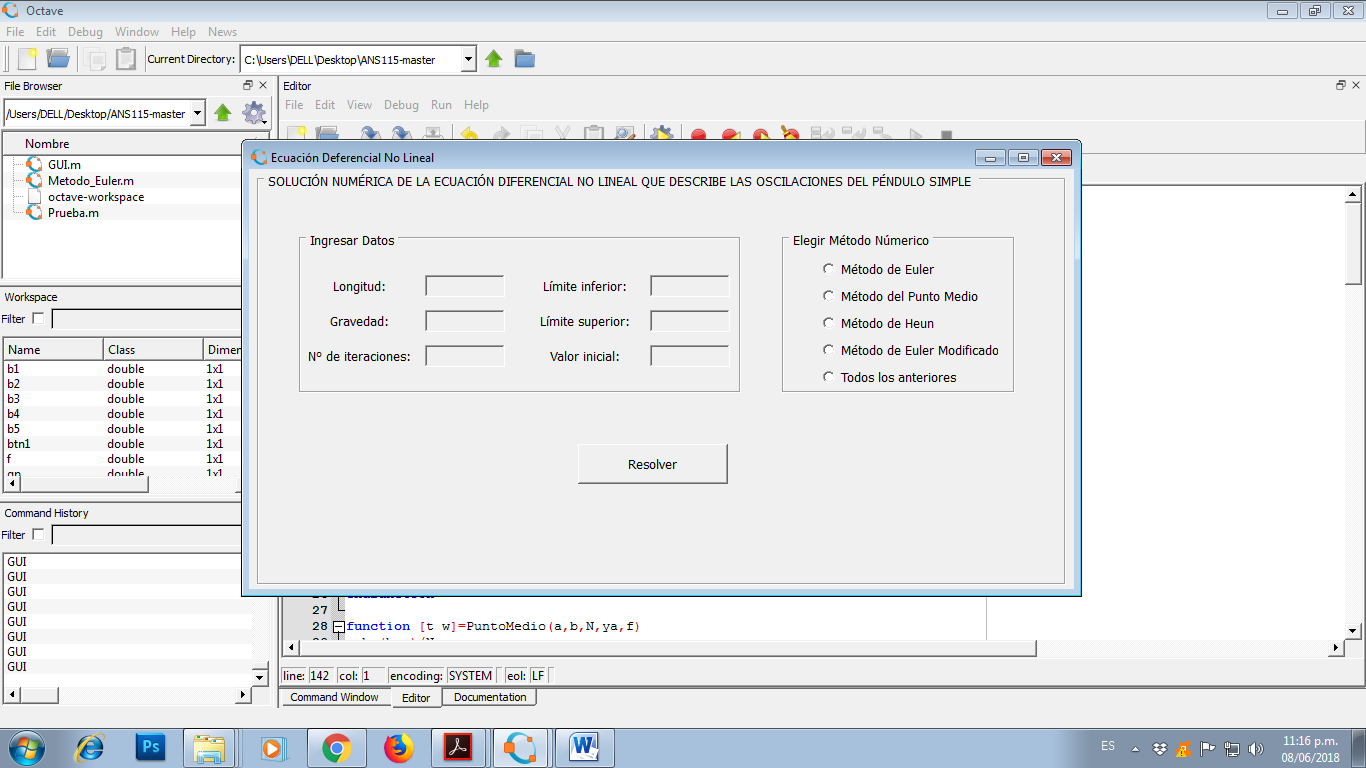 Octave
File Edit Debug Window Help News
Current Directory: C:\Users\DELL\Desktop\ANS115-master
File Browser
/Users/DELL/Desktop/ANS115-master
Nombre
GUI.m
Metodo_Euler.m
octave-workspace
Prueba.m
Workspace
Filter
Name Class Dimen
b1 double 1x1
b2 double 1x1
b3 double 1x1
b4 double 1x1
b5 double 1x1
btn1 double 1x1
f double 1x1
gp double 1x1
Command History
Filter
GUI
GUI
GUI
GUI
GUI
GUI
GUI
GUI
Editor
File Edit View Debug Run Help
Ecuación Deferencial No Lineal
SOLUCIÓN NUMÉRICA DE LA ECUACIÓN DIFERENCIAL NO LINEAL QUE DESCRIBE LAS OSCILACIONES DEL PÉNDULO SIMPLE
Ingresar Datos
Longitud: Límite inferior:
Gravedad: Límite superior:
N° de iteraciones: Valor inicial:
Elegir Método Númerico
Método de Euler
Método del Punto Medio
Método de Heun
Método de Euler Modificado
Todos los anteriores
Resolver
27
28 function [t w]=PuntoMedio(a,b,N,ya,f)
line: 142 col: 1 encoding: SYSTEM eol: LF
Command Window Editor Documentation
Ps
W
ES
11:16 p.m.
08/06/2018